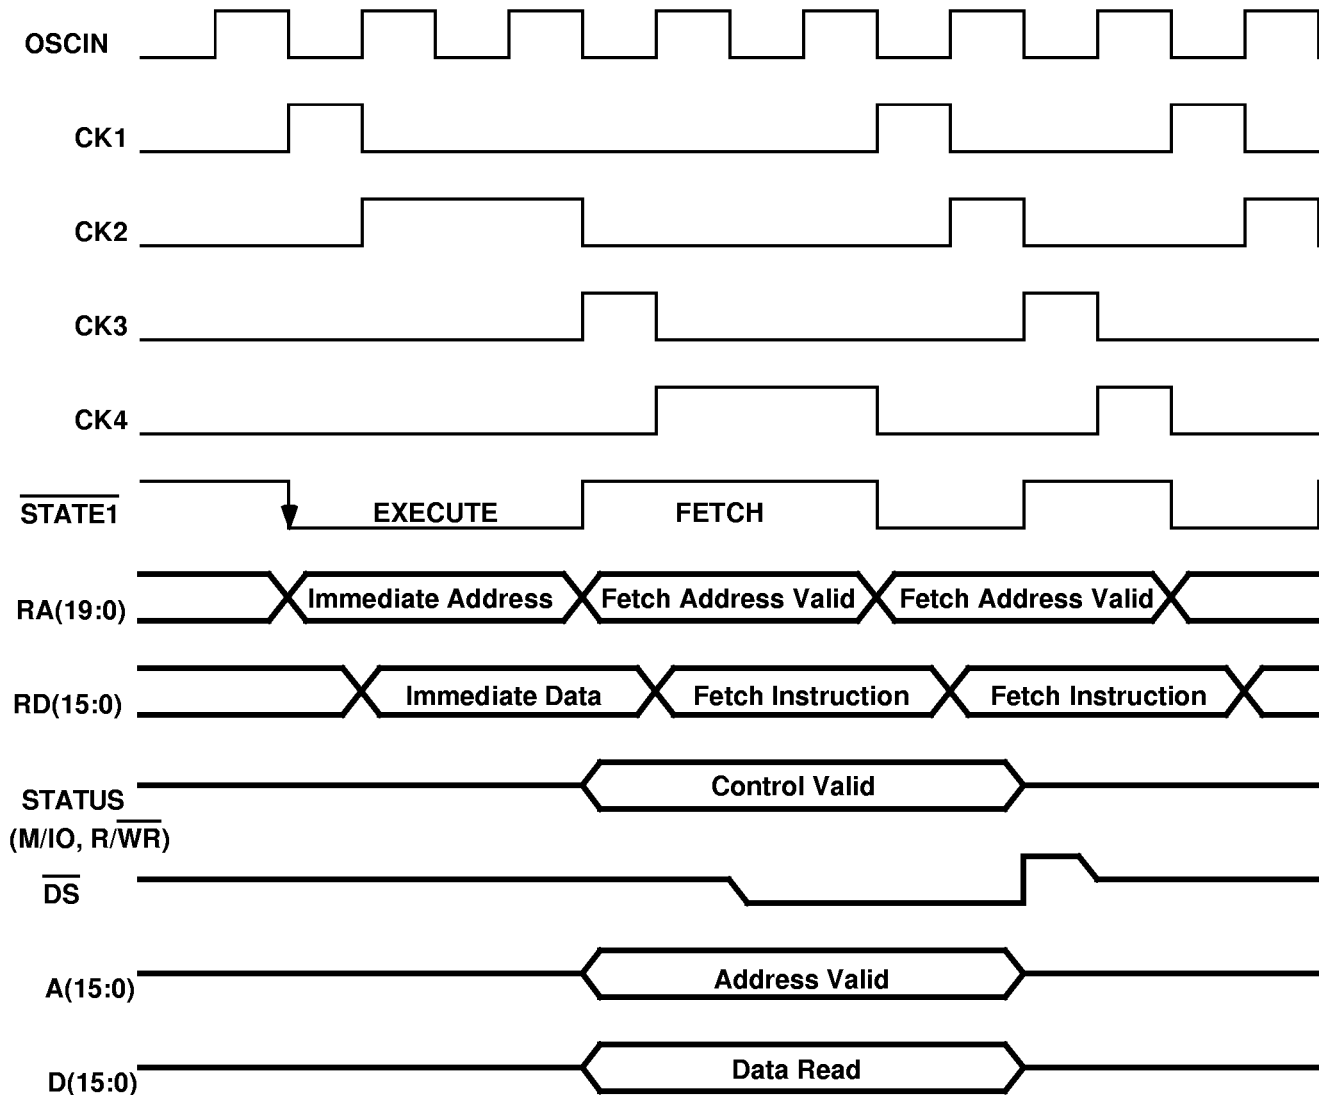 OSCIN
CK1
CK2
CK3
CK4
STATE1 EXECUTE FETCH
RA(19:0) Immediate Address Fetch Address Valid Fetch Address Valid
RD(15:0) Immediate Data Fetch Instruction Fetch Instruction
STATUS Control Valid
(M/IO, R/WR)
DS
A(15:0) Address Valid
D(15:0) Data Read